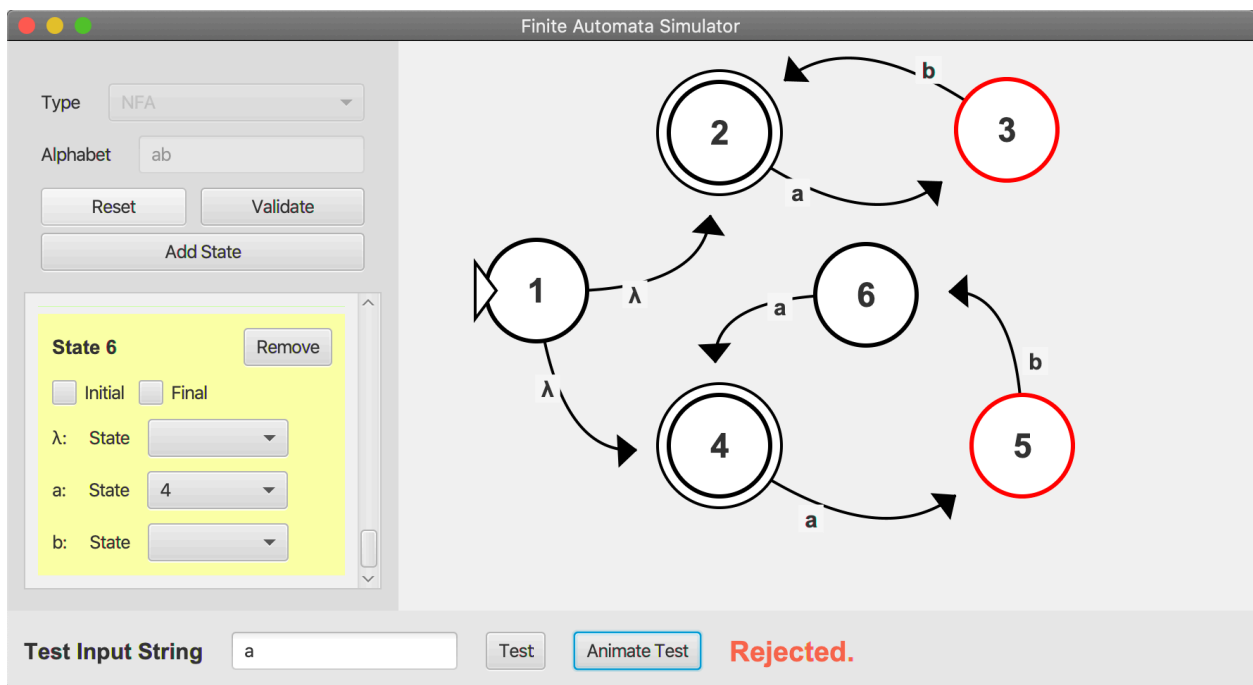 Finite Automata Simulator
Type NFA
Alphabet ab
Reset Validate
Add State
State 6 Remove
Initial Final
λ: State
a: State 4
b: State
2
b
3
a
1
λ
a
6
λ
b
4
5
a
Test Input String a Test Animate Test Rejected.